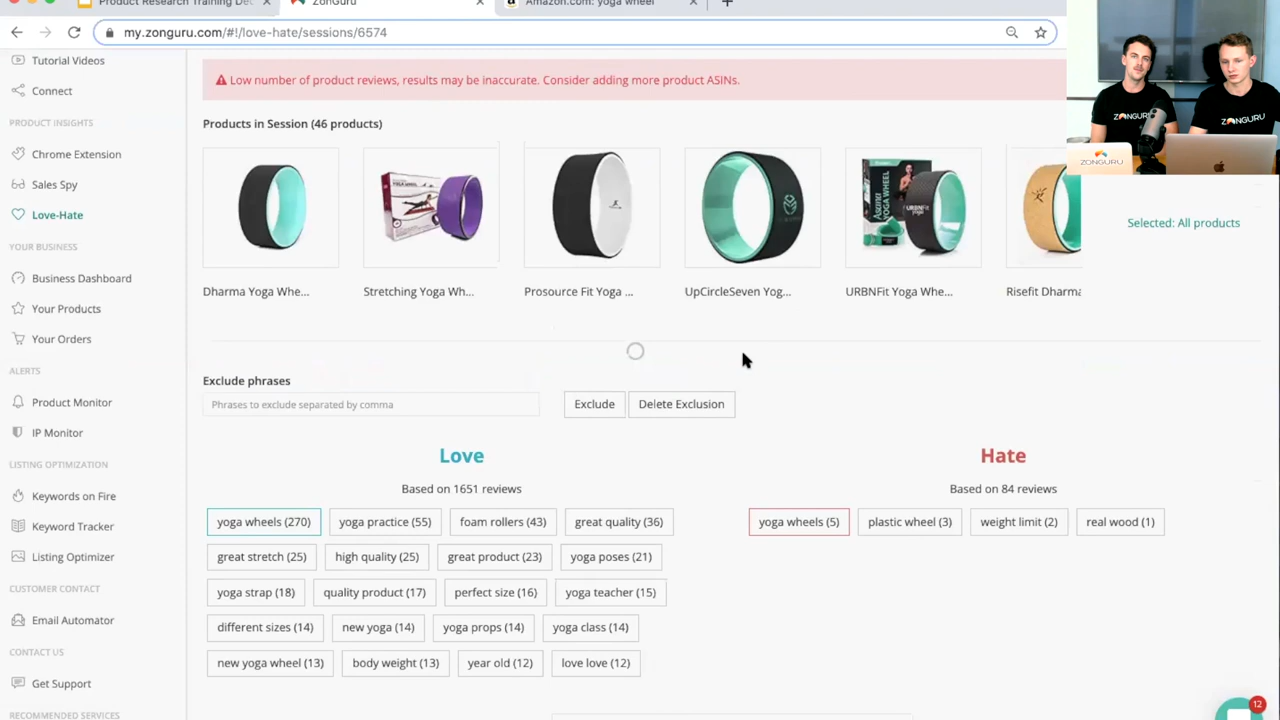 Product Research Training De
ZonGuru
Amazon.com: yoga wheel
my.zonguru.com/#!/love-hate/sessions/6574
Tutorial Videos
Connect
PRODUCT INSIGHTS
Chrome Extension
Sales Spy
Love-Hate
YOUR BUSINESS
Business Dashboard
Your Products
Your Orders
ALERTS
Product Monitor
IP Monitor
LISTING OPTIMIZATION
Keywords on Fire
Keyword Tracker
Listing Optimizer
CUSTOMER CONTACT
Email Automator
CONTACT US
Get Support
RECOMMENDED SERVICES
Low number of product reviews, results may be inaccurate. Consider adding more product ASINs.
Products in Session (46 products)
Selected: All products
YOGA WHEEL
URBNFit
yoga
Dharma Yoga Whe...
Stretching Yoga Wh...
Prosource Fit Yoga ...
UpCircleSeven Yog...
URBNFit Yoga Whe...
Risefit Dharma
Exclude phrases
Phrases to exclude separated by comma
Exclude
Delete Exclusion
Love
Based on 1651 reviews
yoga wheels (270) yoga practice (55) foam rollers (43) great quality (36)
great stretch (25) high quality (25) great product (23) yoga poses (21)
yoga strap (18) quality product (17) perfect size (16) yoga teacher (15)
different sizes (14) new yoga (14) yoga props (14) yoga class (14)
new yoga wheel (13) body weight (13) year old (12) love love (12)
Hate
Based on 84 reviews
yoga wheels (5) plastic wheel (3) weight limit (2) real wood (1)
ZONGURU
ZONGURU
12